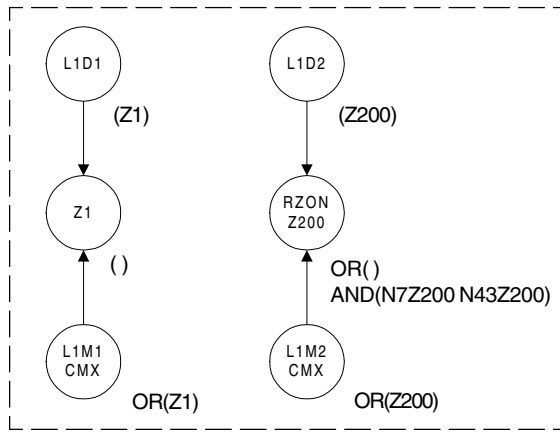 L1D1
L1D2
(Z1)
(Z200)
Z1
RZON
Z200
( )
OR( )
AND(N7Z200 N43Z200)
L1M1
CMX
L1M2
CMX
OR(Z1)
OR(Z200)